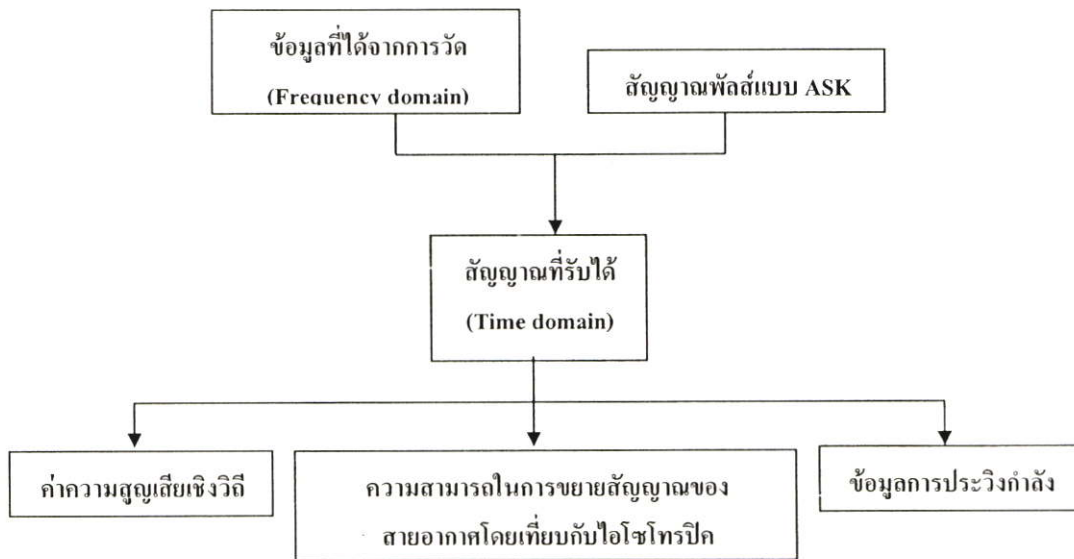 ข้อมูลที่ได้จากการวัด
(Frequency domain)
สัญญาณพัลส์แบบ ASK
สัญญาณที่รับได้
(Time domain)
ค่าความสูญเสียเชิงวิถี
ความสามารถในการขยายสัญญาณของ
สายอากาศโดยเที่ยบกับไอโซโทรปิค
ข้อมูลการประวิงกำลัง